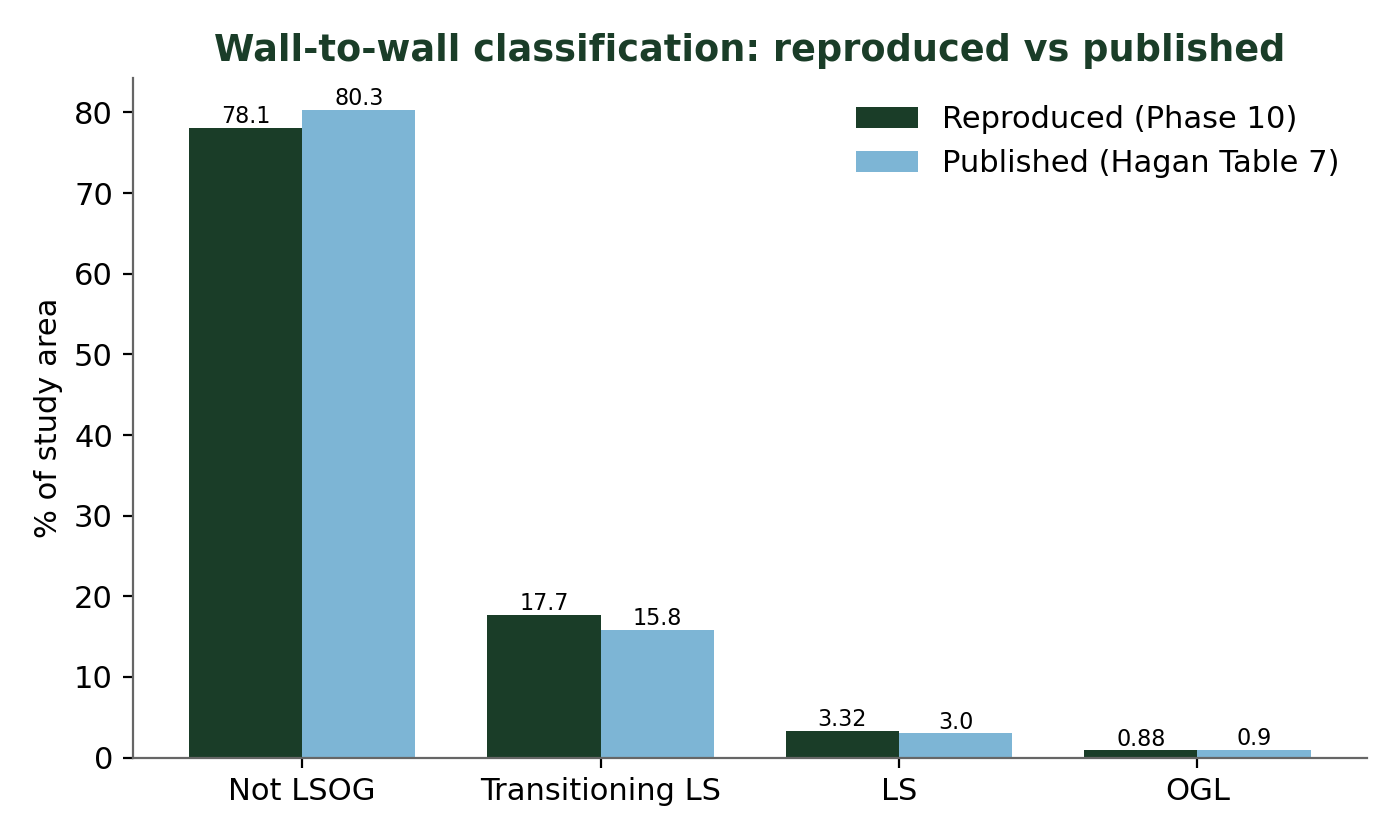 Wall-to-wall classification: reproduced vs published
Reproduced (Phase 10)
Published (Hagan Table 7)
% of study area
80
70
60
50
40
30
20
10
0
78.1
80.3
17.7
15.8
3.32
3.0
0.88
0.9
Not LSOG
Transitioning LS
LS
OGL